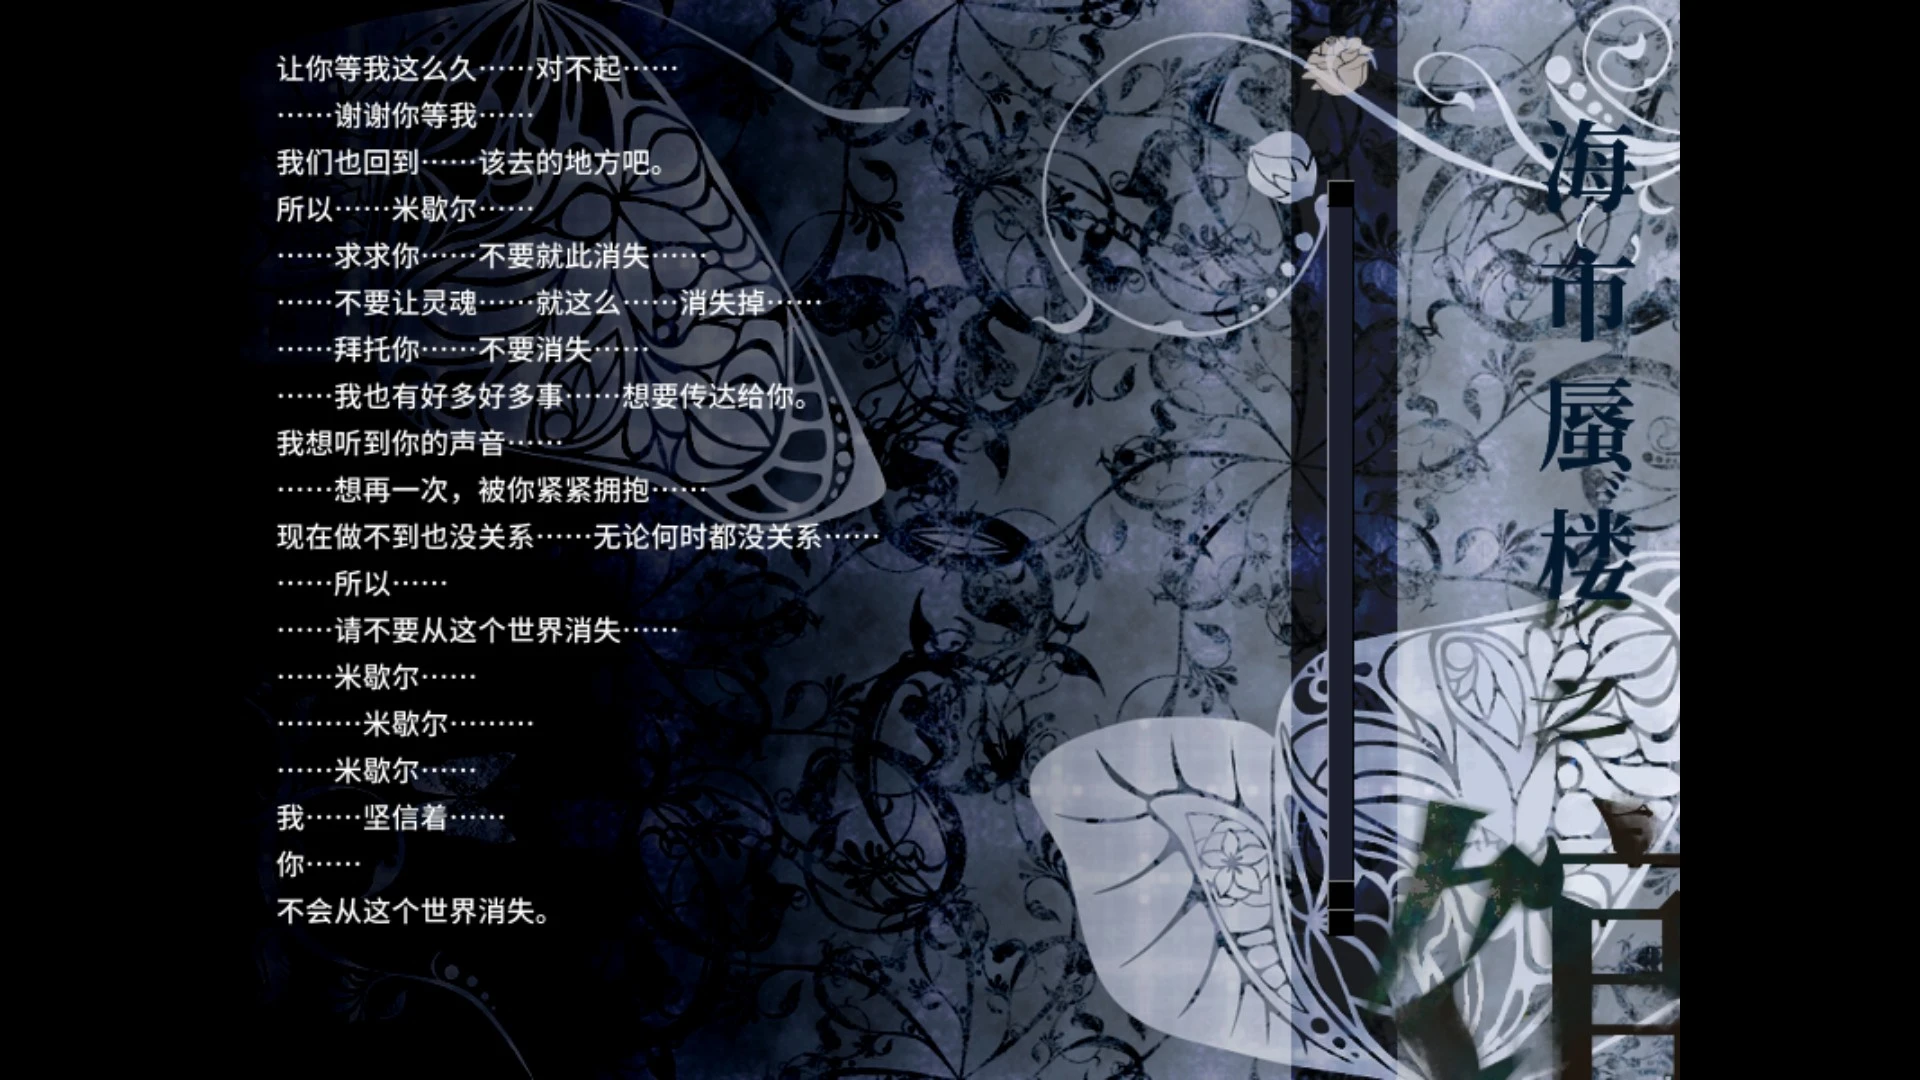 让你等我这么久……对不起……
……谢谢你等我……
我们也回到……该去的地方吧。
所以……米歇尔……
……求求你……不要就此消失……
……不要让灵魂……就这么……消失掉……
……拜托你……不要消失……
……我也有好多好多事……想要传达给你。
我想听到你的声音……
……想再一次，被你紧紧拥抱……
现在做不到也没关系……无论何时都没关系……
……所以……
……请不要从这个世界消失……
……米歇尔……
………米歇尔………
……米歇尔……
我……坚信着……
你……
不会从这个世界消失。
海市蜃楼之馆